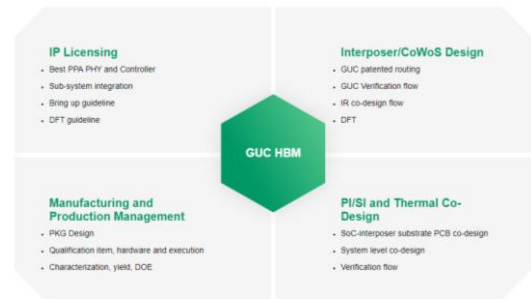 IP Licensing
Best PPA PHY and Controller
Sub-system integration
Bring up guideline
DFT guideline
Interposer/CoWoS Design
GUC patented routing
GUC Verification flow
IR co-design flow
DFT
GUC HBM
Manufacturing and
Production Management
PKG Design
Qualification item, hardware and execution
Characterization, yield, DOE
PI/SI and Thermal Co-
Design
SoC-interposer substrate PCB co-design
System level co-design
Verification flow